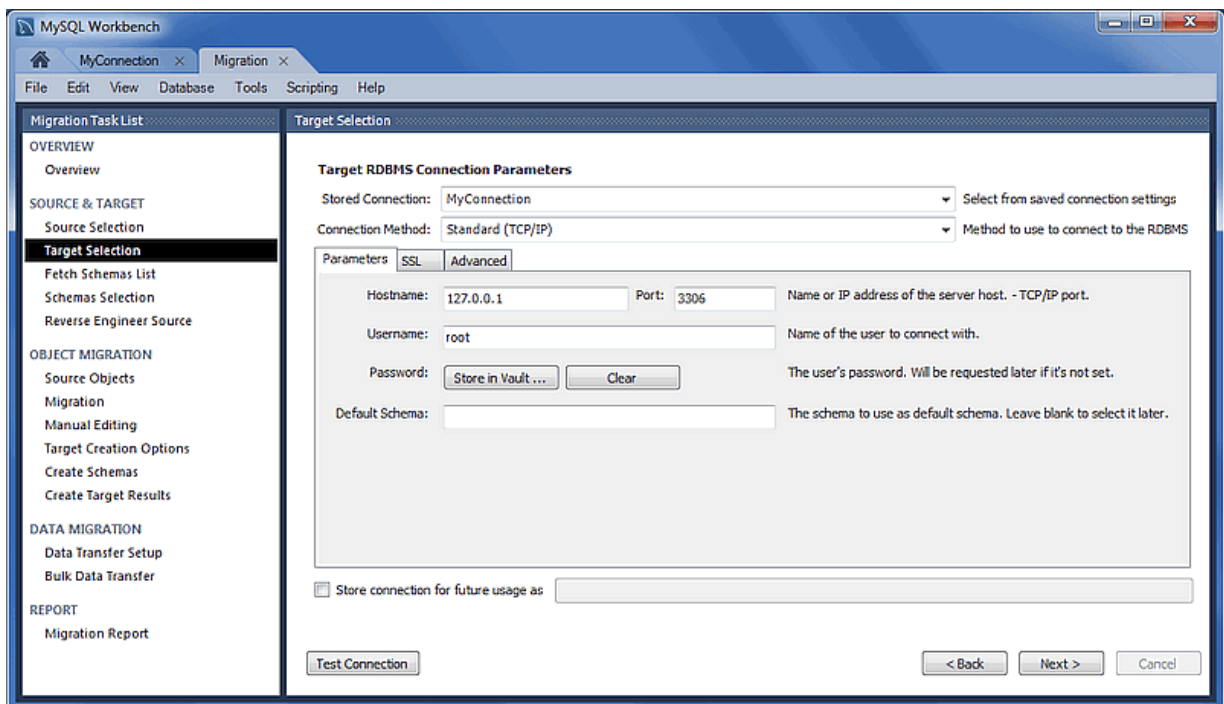 MySQL Workbench
MyConnection
Migration
File Edit View Database Tools Scripting Help
Migration Task List
OVERVIEW
Overview
SOURCE & TARGET
Source Selection
Target Selection
Fetch Schemas List
Schemas Selection
Reverse Engineer Source
OBJECT MIGRATION
Source Objects
Migration
Manual Editing
Target Creation Options
Create Schemas
Create Target Results
DATA MIGRATION
Data Transfer Setup
Bulk Data Transfer
REPORT
Migration Report
Target Selection
Target RDBMS Connection Parameters
Stored Connection: MyConnection Select from saved connection settings
Connection Method: Standard (TCP/IP) Method to use to connect to the RDBMS
Parameters SSL Advanced
Hostname: 127.0.0.1 Port: 3306 Name or IP address of the server host. - TCP/IP port.
Username: root Name of the user to connect with.
Password: Store in Vault ... Clear The user's password. Will be requested later if it's not set.
Default Schema: The schema to use as default schema. Leave blank to select it later.
Store connection for future usage as
Test Connection < Back Next > Cancel